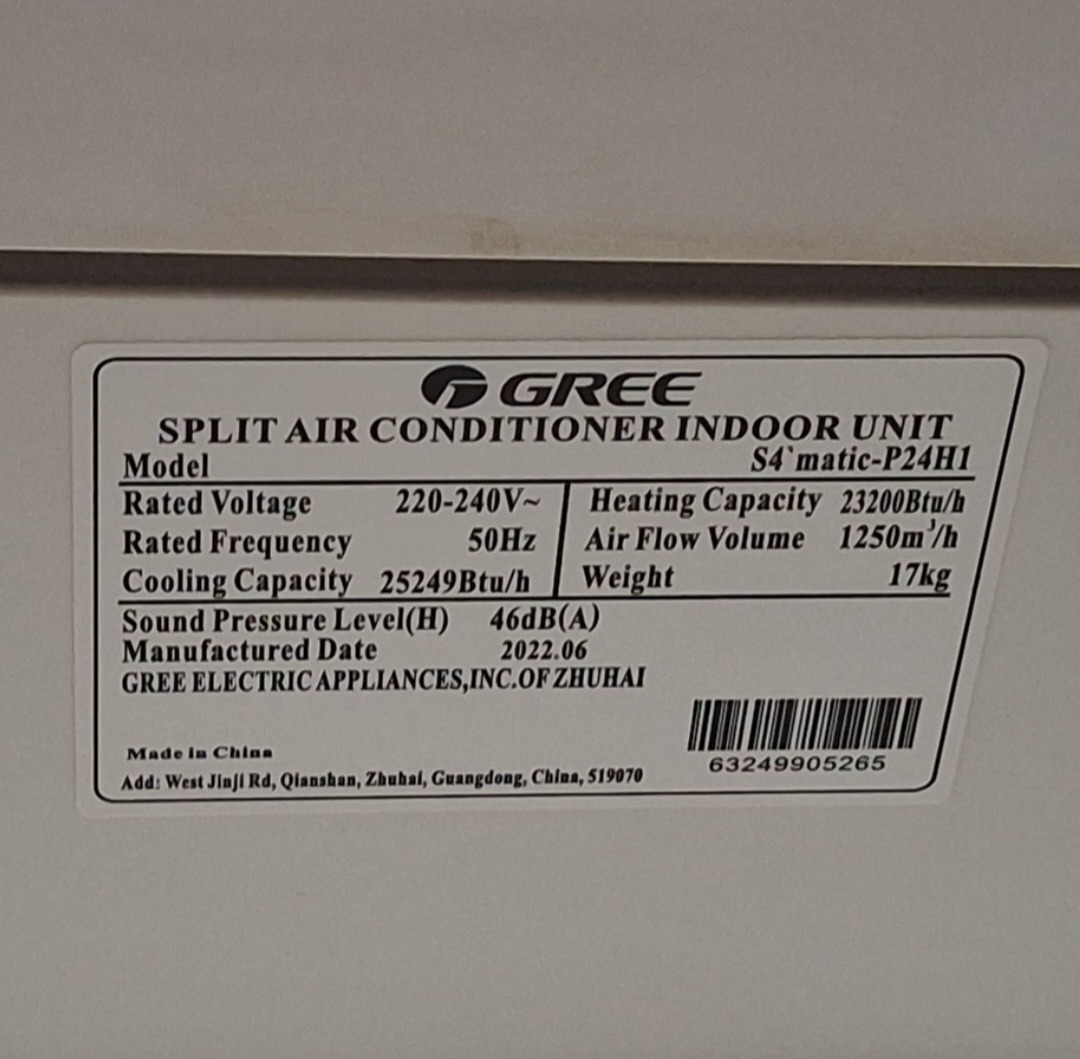 GREE
SPLIT AIR CONDITIONER INDOOR UNIT
Model S4`matic-P24H1
Rated Voltage 220-240V~
Rated Frequency 50Hz
Cooling Capacity 25249Btu/h
Heating Capacity 23200Btu/h
Air Flow Volume 1250m³/h
Weight 17kg
Sound Pressure Level(H) 46dB(A)
Manufactured Date 2022.06
GREE ELECTRIC APPLIANCES,INC.OF ZHUHAI
Made in China
Add: West Jinji Rd, Qianshan, Zhuhai, Guangdong, China, 519070
63249905265